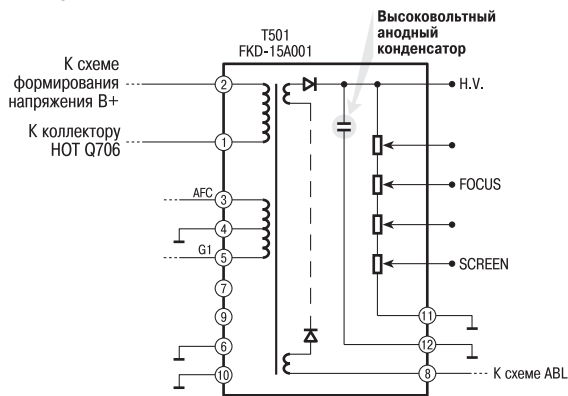 Высоковольтный
анодный
конденсатор
T501
FKD-15A001
К схеме
формирования
напряжения B+
К коллектору
HOT Q706
2
1
AFC
3
4
G1
5
7
9
6
10
H.V.
FOCUS
SCREEN
11
12
8
К схеме ABL